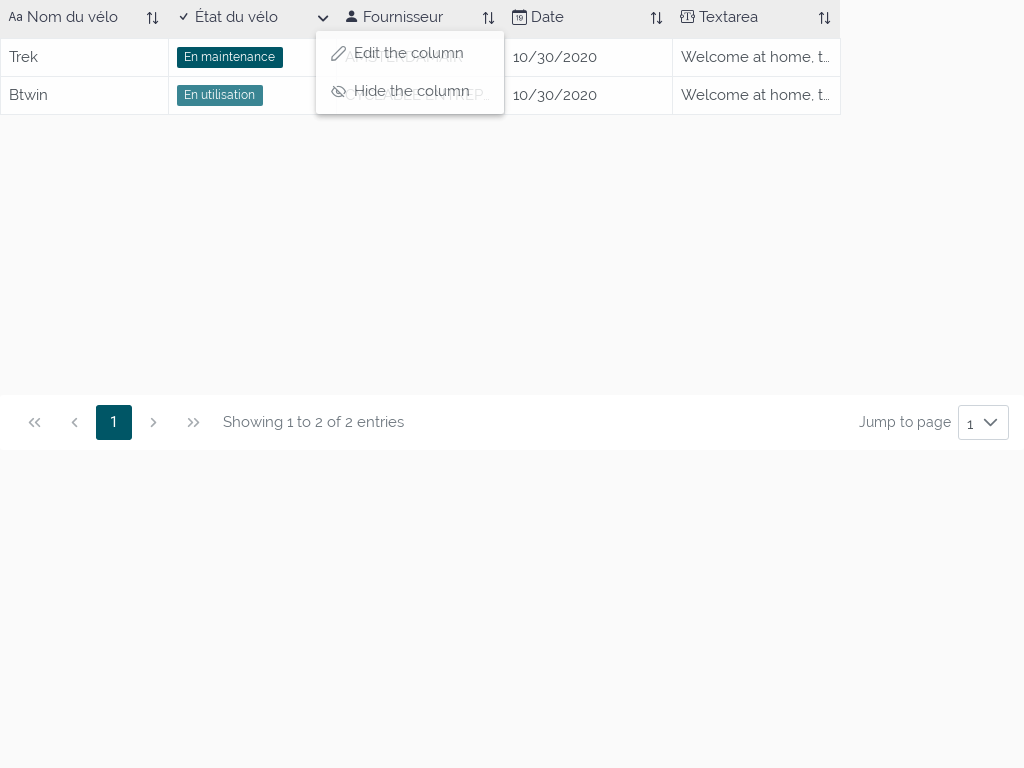 Aa Nom du vélo État du vélo Fournisseur 19 Date Textarea
Trek En maintenance Edit the column 10/30/2020 Welcome at home, t...
Btwin En utilisation Hide the column 10/30/2020 Welcome at home, t...
1 Showing 1 to 2 of 2 entries Jump to page 1